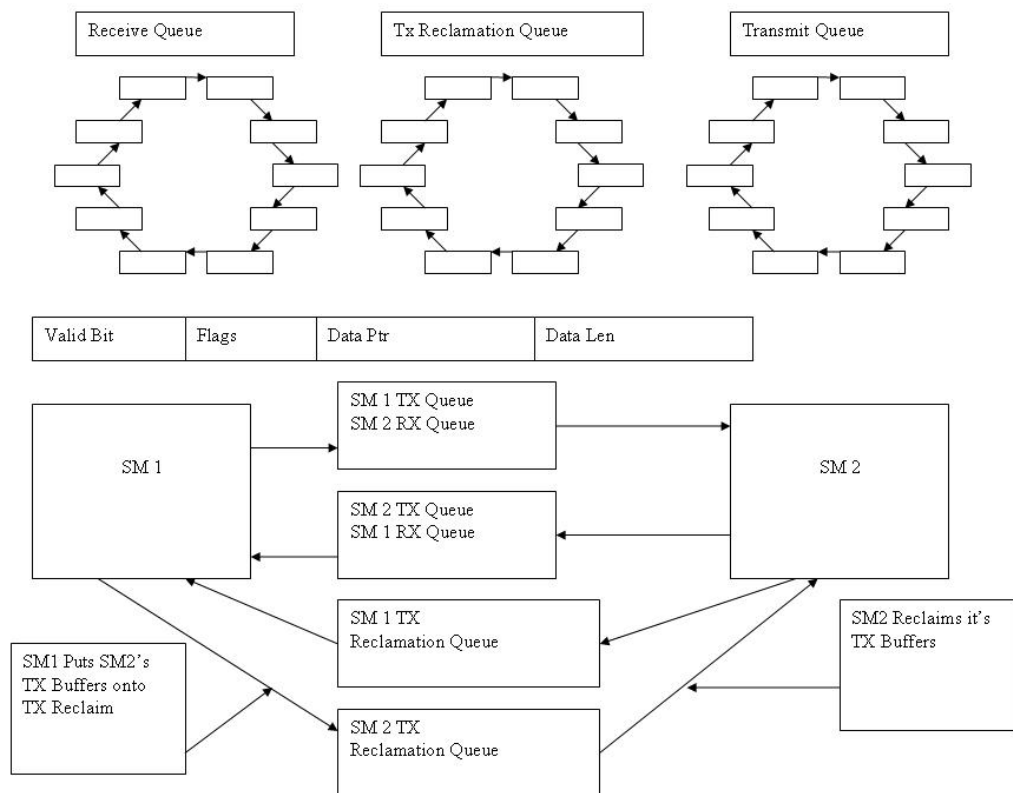 Receive Queue
Tx Reclamation Queue
Transmit Queue
Valid Bit
Flags
Data Ptr
Data Len
SM 1 TX Queue
SM 2 RX Queue
SM 1
SM 2
SM 2 TX Queue
SM 1 RX Queue
SM 1 TX
Reclamation Queue
SM2 Reclaims it's
TX Buffers
SM1 Puts SM2's
TX Buffers onto
TX Reclaim
SM 2 TX
Reclamation Queue